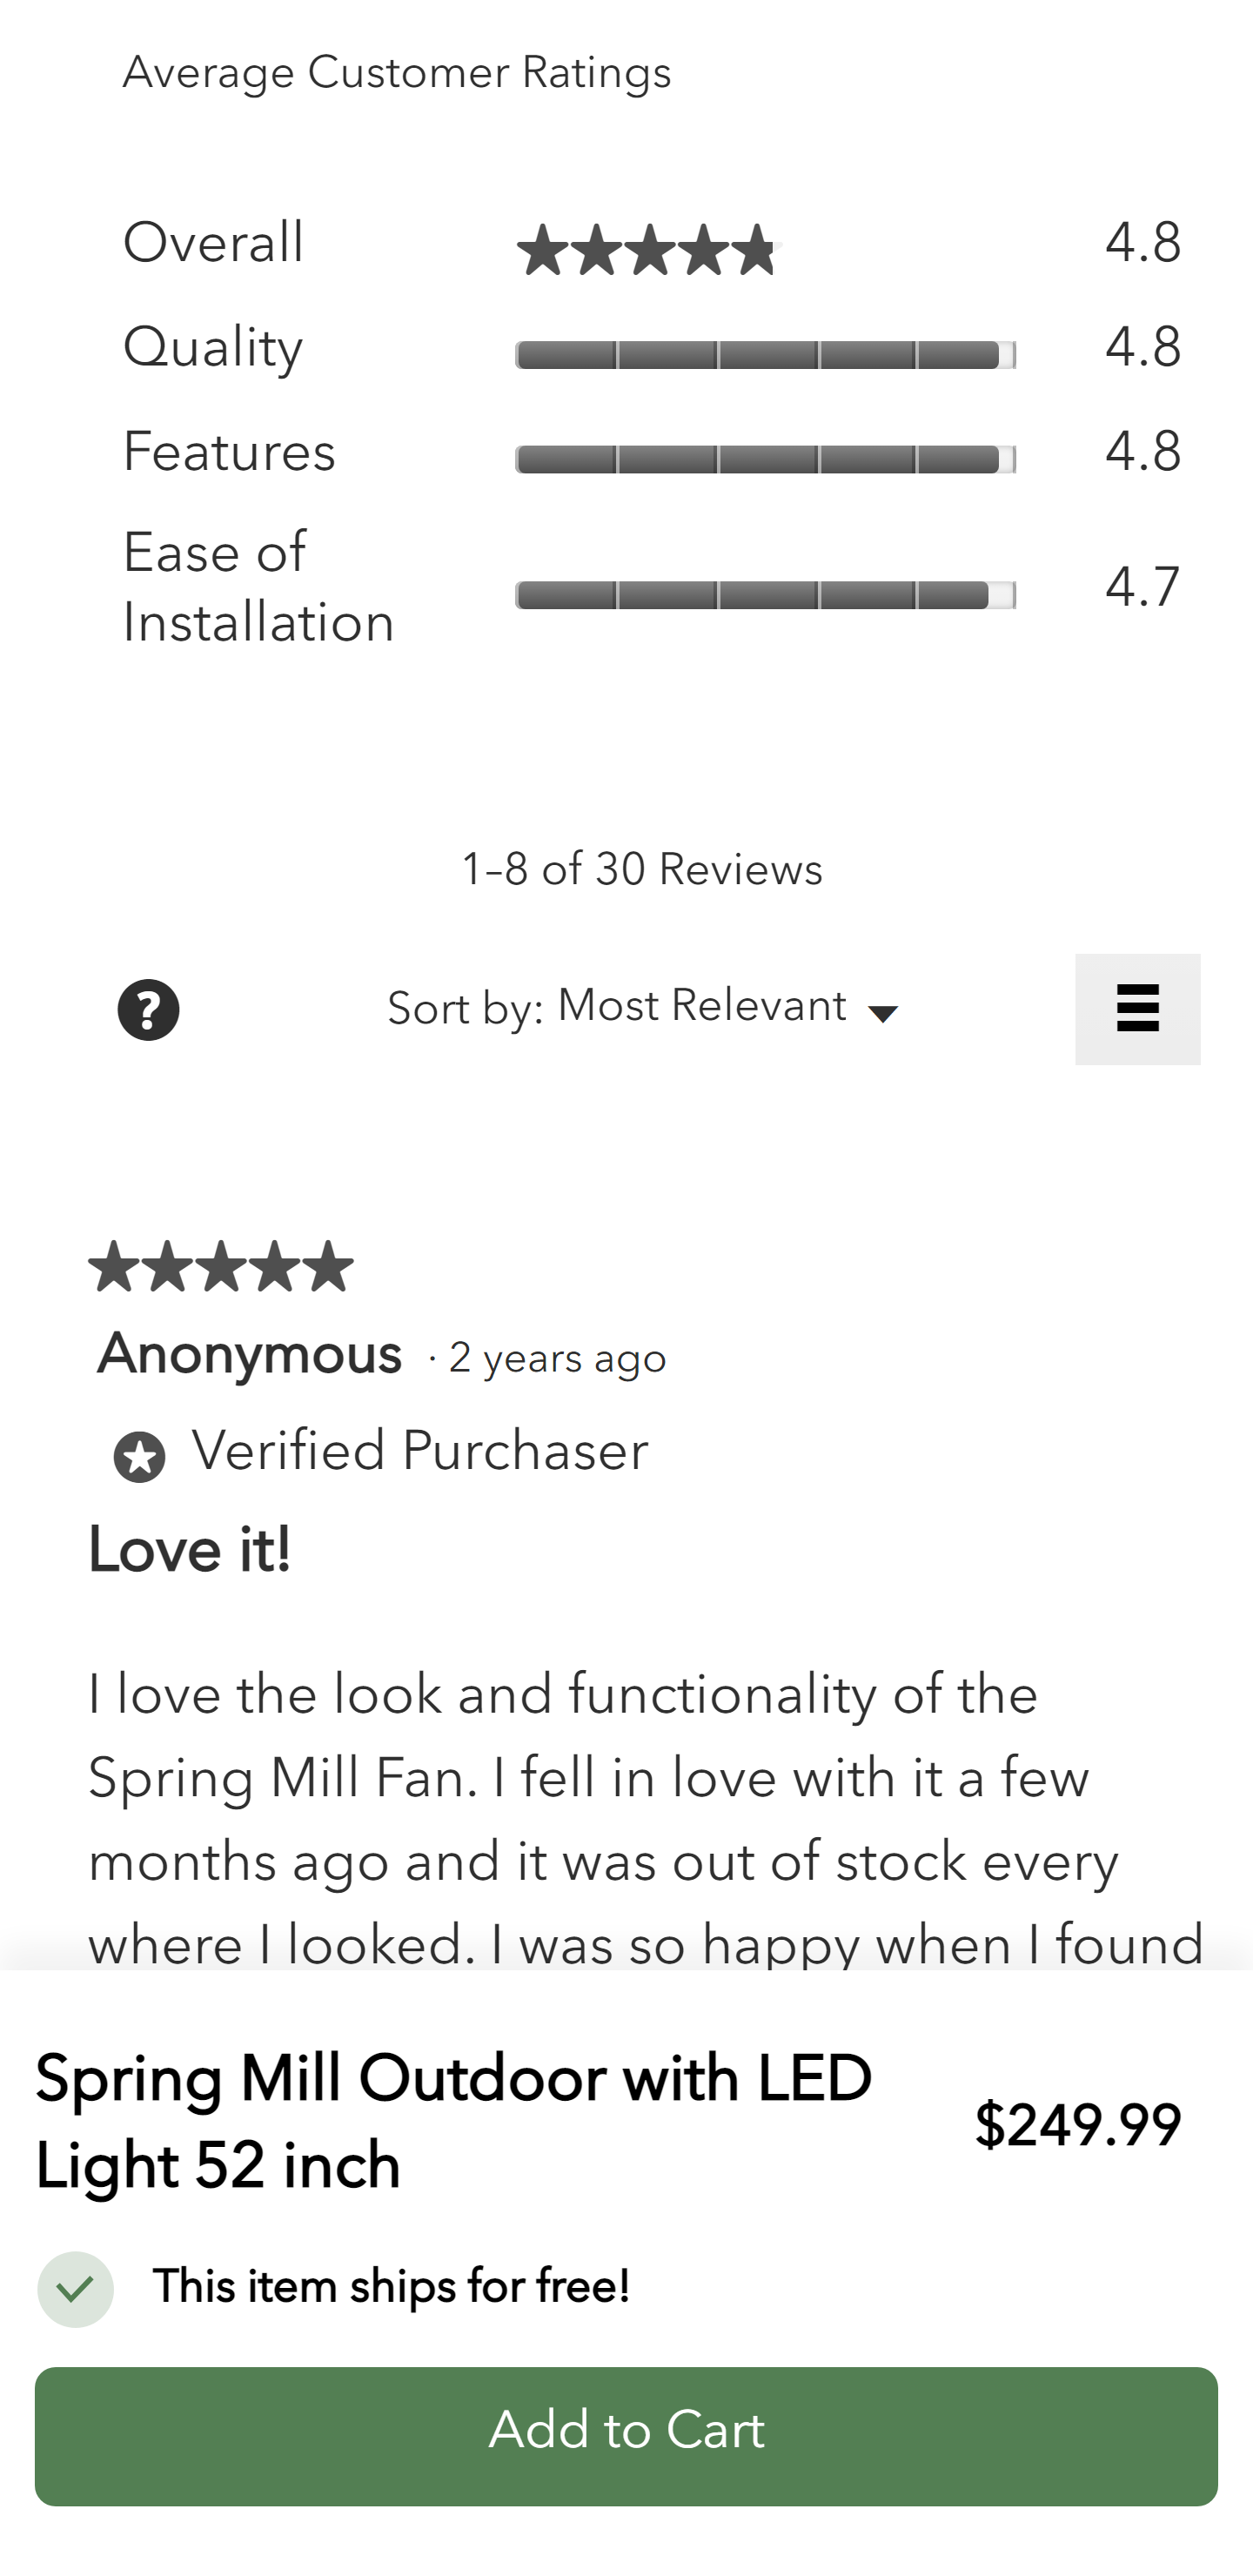 Average Customer Ratings
Overall 4.8
Quality 4.8
Features 4.8
Ease of
Installation 4.7
1–8 of 30 Reviews
? Sort by: Most Relevant
Anonymous · 2 years ago
Verified Purchaser
Love it!
I love the look and functionality of the
Spring Mill Fan. I fell in love with it a few
months ago and it was out of stock every
where I looked. I was so happy when I found
Spring Mill Outdoor with LED
Light 52 inch
$249.99
This item ships for free!
Add to Cart